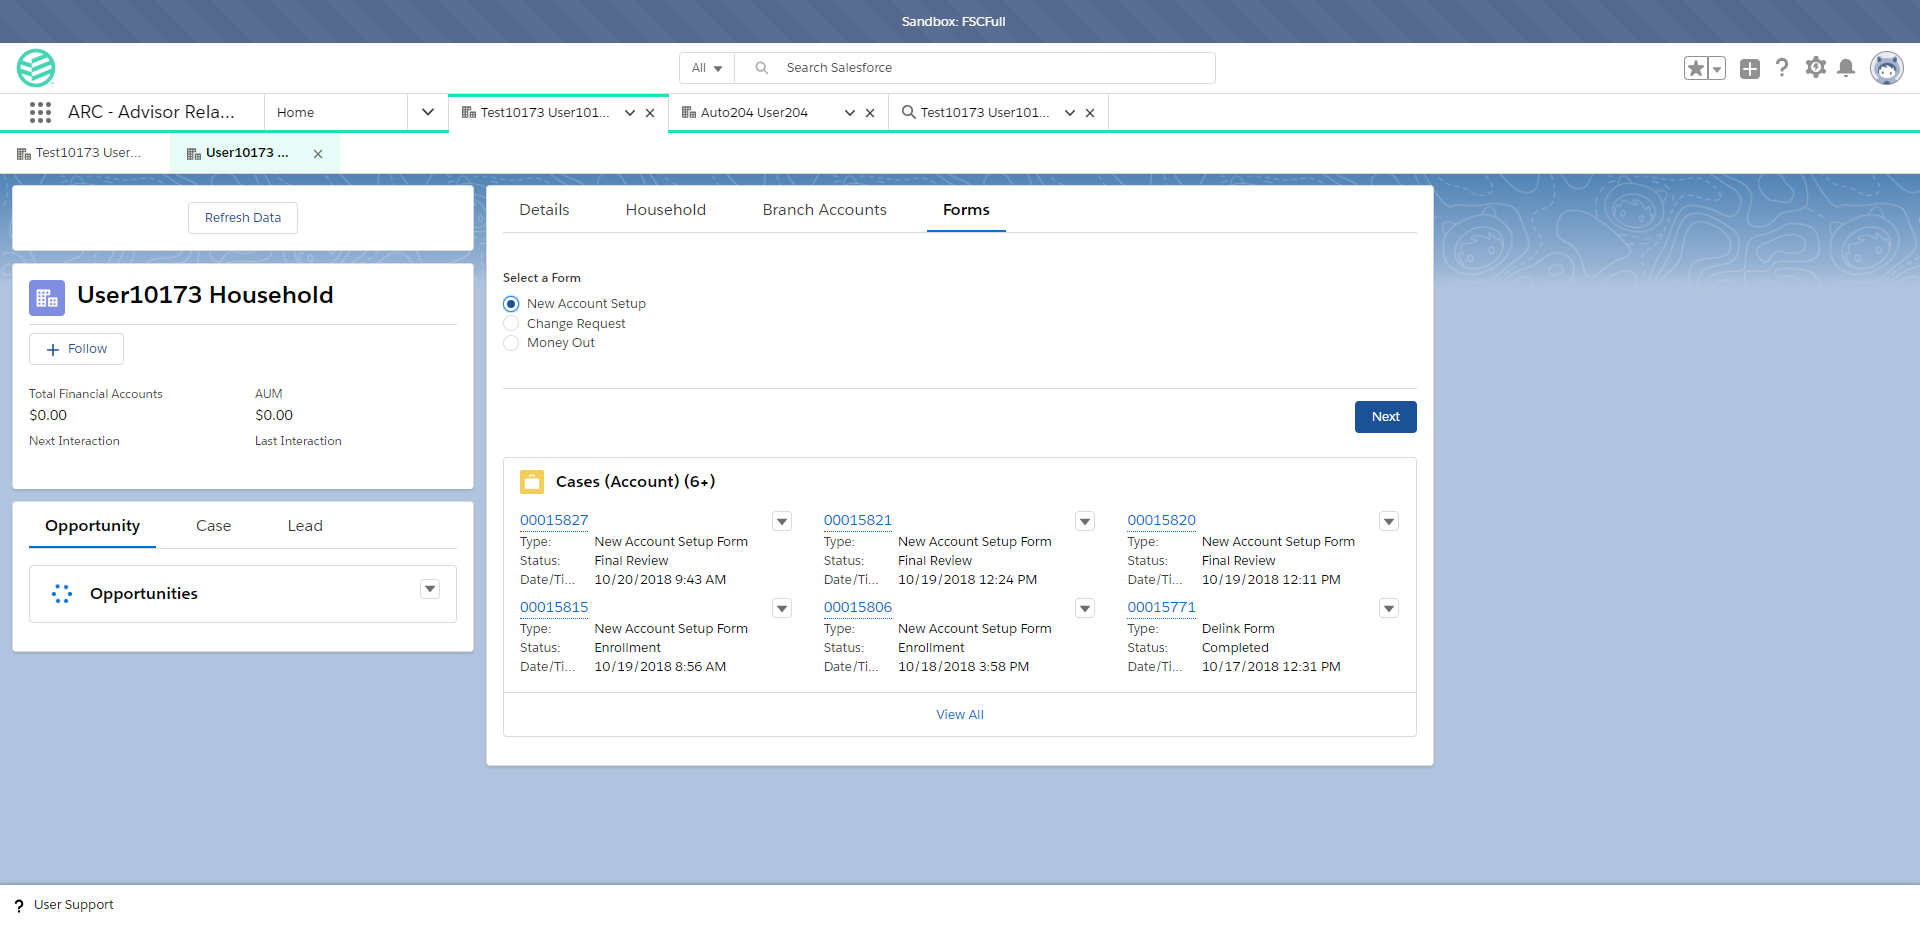 Sandbox: FSCFull
All
Search Salesforce
ARC - Advisor Rela...
Home
Test10173 User101...
Auto204 User204
Test10173 User101...
Test10173 User...
User10173 ...
Refresh Data
User10173 Household
Follow
Total Financial Accounts
AUM
$0.00
$0.00
Next Interaction
Last Interaction
Opportunity
Case
Lead
Opportunities
Details
Household
Branch Accounts
Forms
Select a Form
New Account Setup
Change Request
Money Out
Next
Cases (Account) (6+)
00015827
Type: New Account Setup Form
Status: Final Review
Date/Ti... 10/20/2018 9:43 AM
00015821
Type: New Account Setup Form
Status: Final Review
Date/Ti... 10/19/2018 12:24 PM
00015820
Type: New Account Setup Form
Status: Final Review
Date/Ti... 10/19/2018 12:11 PM
00015815
Type: New Account Setup Form
Status: Enrollment
Date/Ti... 10/19/2018 8:56 AM
00015806
Type: New Account Setup Form
Status: Enrollment
Date/Ti... 10/18/2018 3:58 PM
00015771
Type: Delink Form
Status: Completed
Date/Ti... 10/17/2018 12:31 PM
View All
? User Support